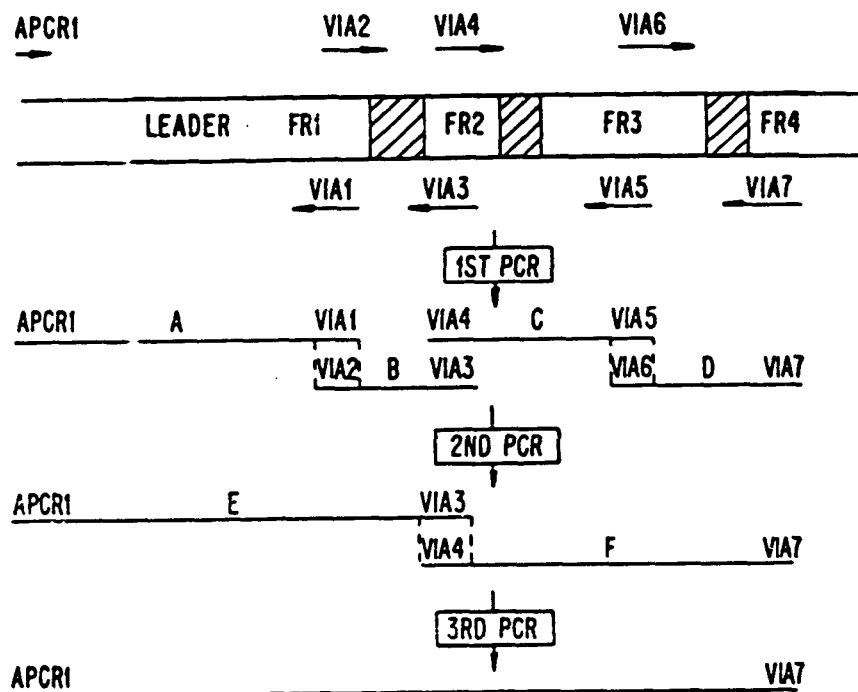 APCR1 VIA2 VIA4 VIA6
LEADER FR1 FR2 FR3 FR4
VIA1 VIA3 VIA5 VIA7
1ST PCR
APCR1 A VIA1 VIA4 C VIA5
VIA2 B VIA3 VIA6 D VIA7
2ND PCR
APCR1 E VIA3
VIA4 F VIA7
3RD PCR
APCR1 VIA7